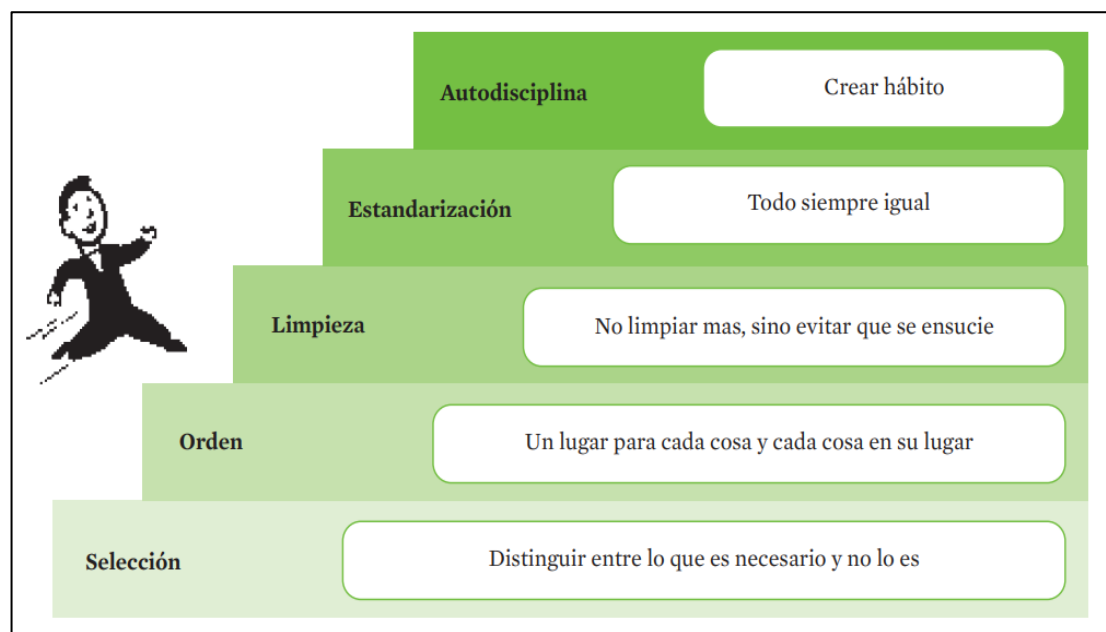 Autodisciplina
Crear hábito
Estandarización
Todo siempre igual
Limpieza
No limpiar mas, sino evitar que se ensucie
Orden
Un lugar para cada cosa y cada cosa en su lugar
Selección
Distinguir entre lo que es necesario y no lo es